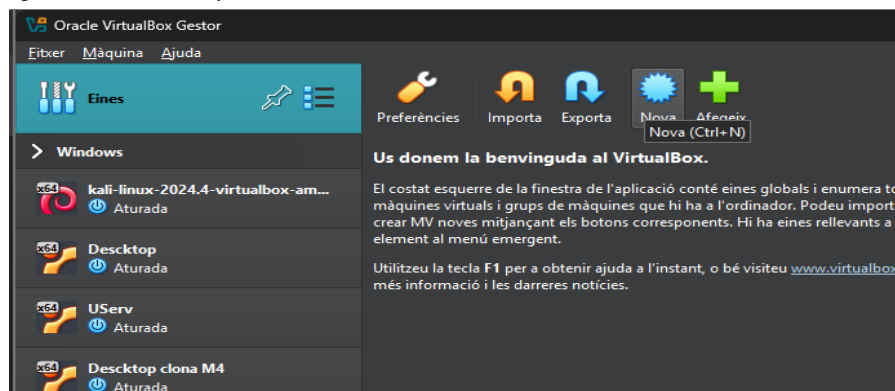 Oracle VirtualBox Gestor
Fitxer Màquina Ajuda
Eines
Preferències Importa Exporta Nova Afegeix
Nova (Ctrl+N)
Windows
kali-linux-2024.4-virtualbox-am...
Aturada
Descktop
Aturada
UServ
Aturada
Descktop clona M4
Aturada
Us donem la benvinguda al VirtualBox.
El costat esquerre de la finestra de l'aplicació conté eines globals i enumera to
màquines virtuals i grups de màquines que hi ha a l'ordinador. Podeu import
crear MV noves mitjançant els botons corresponents. Hi ha eines rellevants a
element al menú emergent.
Utilitzeu la tecla F1 per a obtenir ajuda a l'instant, o bé visiteu www.virtualbox
més informació i les darreres notícies.